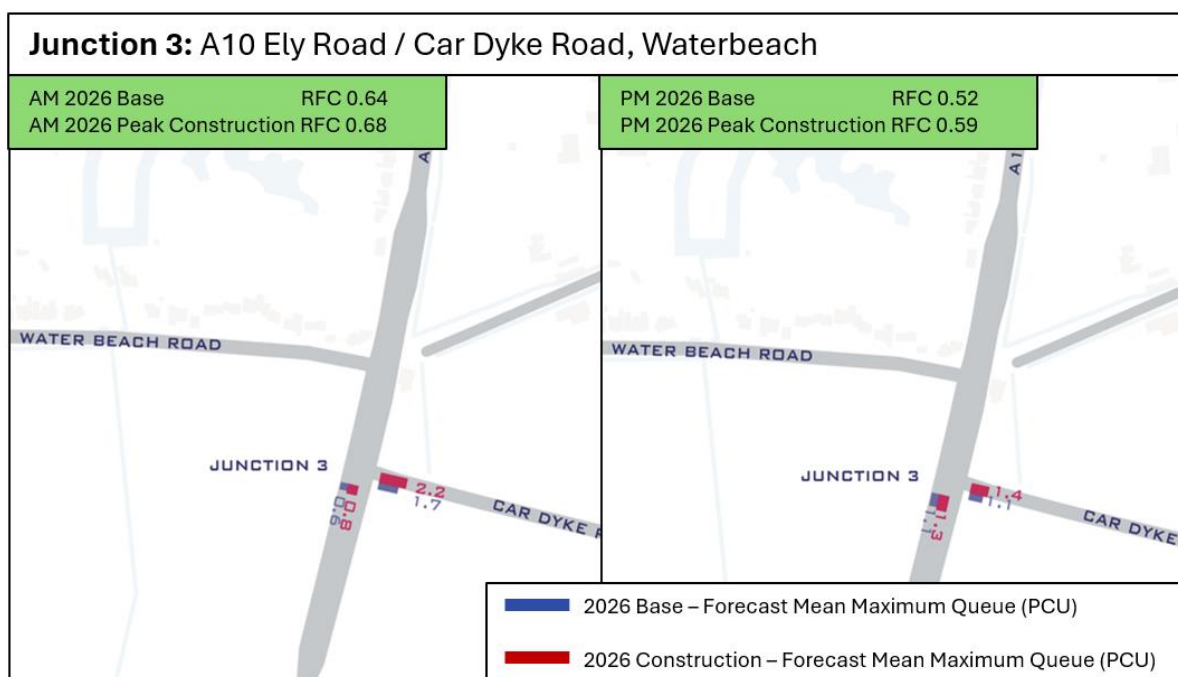 Junction 3: A10 Ely Road / Car Dyke Road, Waterbeach
AM 2026 Base RFC 0.64
AM 2026 Peak Construction RFC 0.68
PM 2026 Base RFC 0.52
PM 2026 Peak Construction RFC 0.59
A
A1
WATER BEACH ROAD
WATER BEACH ROAD
JUNCTION 3
JUNCTION 3
0.6
0.8
2.2
1.7
CAR DYKE R
1.1
1.3
1.4
1.1
CAR DYKE
2026 Base – Forecast Mean Maximum Queue (PCU)
2026 Construction – Forecast Mean Maximum Queue (PCU)